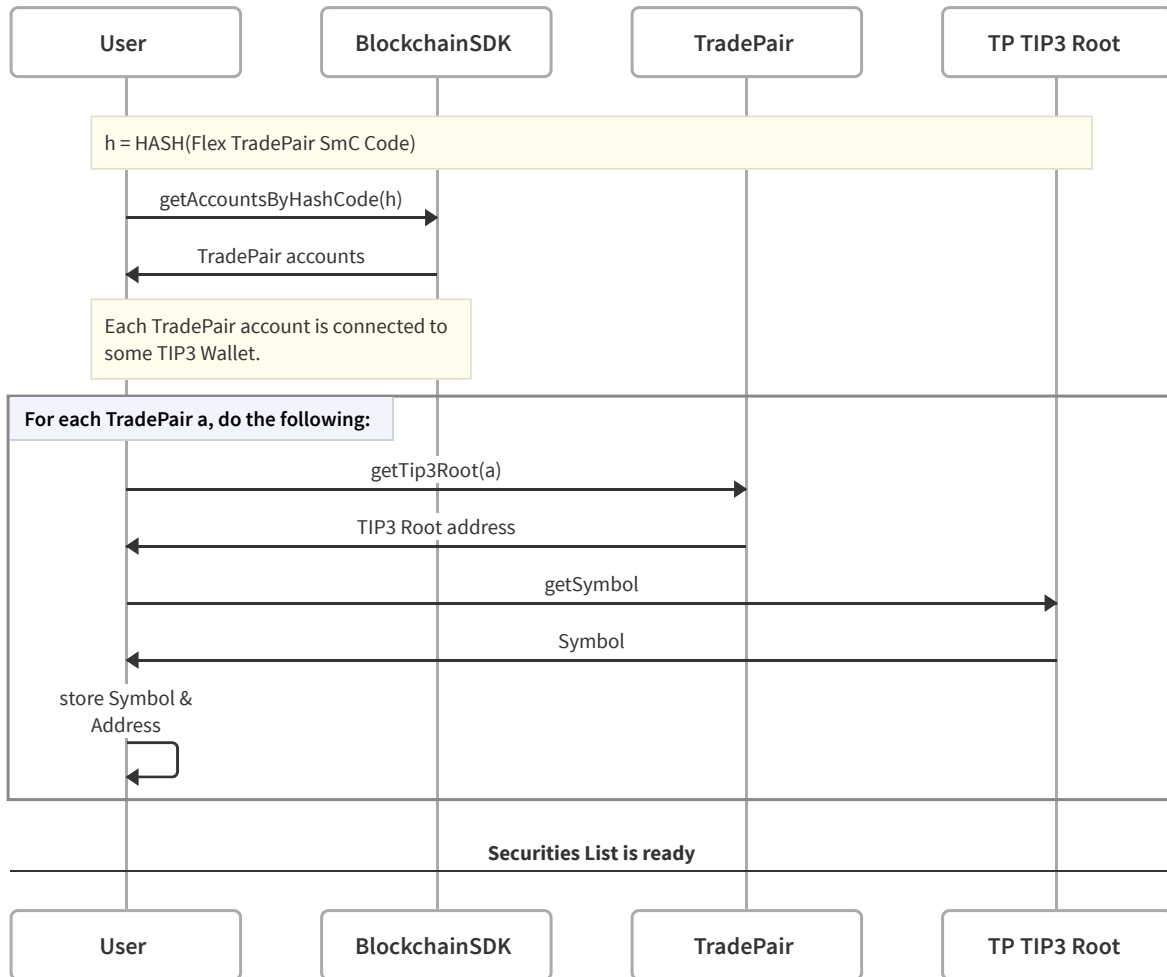 User
BlockchainSDK
TradePair
TP TIP3 Root
h = HASH(Flex TradePair SmC Code)
getAccountsByHashCode(h)
TradePair accounts
Each TradePair account is connected to
some TIP3 Wallet.
For each TradePair a, do the following:
getTip3Root(a)
TIP3 Root address
getSymbol
Symbol
store Symbol &
Address
Securities List is ready
User
BlockchainSDK
TradePair
TP TIP3 Root